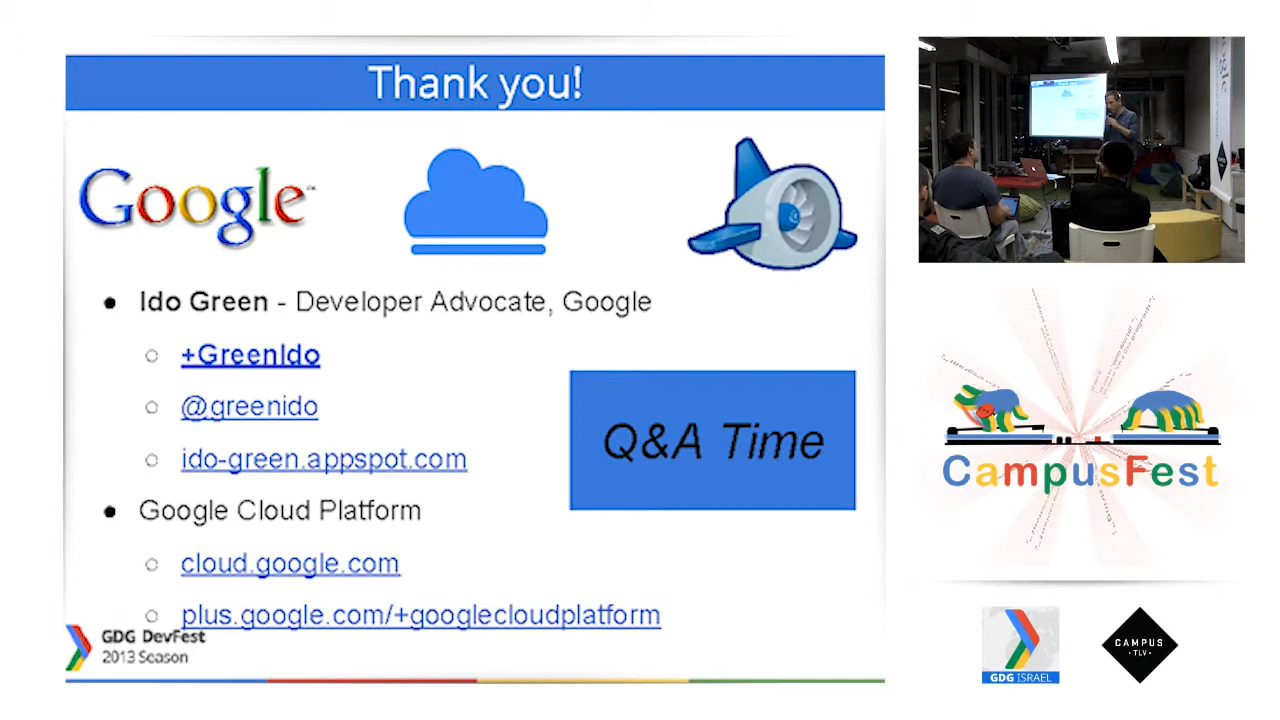 Thank you!
Google™
Ido Green - Developer Advocate, Google
+GreenIdo
@greenido
ido-green.appspot.com
Q&A Time
Google Cloud Platform
cloud.google.com
plus.google.com/+googlecloudplatform
GDG DevFest
2013 Season
CampusFest
GDG ISRAEL
CAMPUS
·TLV·